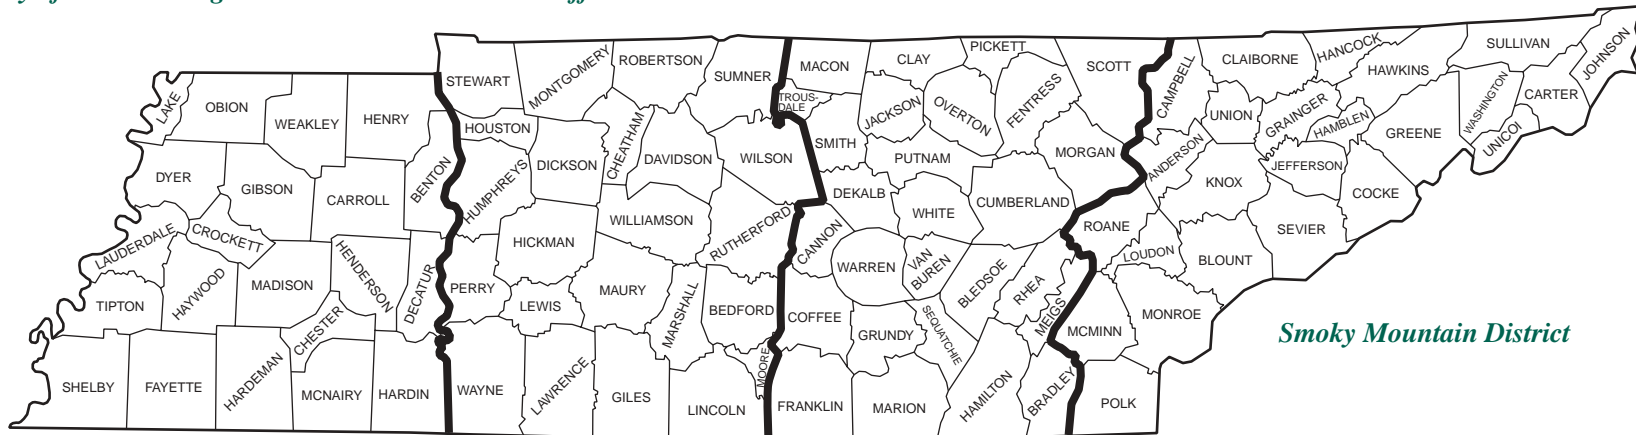 STEWART
MONTGOMERY
ROBERTSON
SUMNER
MACON
CLAY
PICKETT
SCOTT
CAMPBELL
CLAIBORNE
HANCOCK
HAWKINS
SULLIVAN
JOHNSON
LAKE
OBION
WEAKLEY
HENRY
HOUSTON
CHEATHAM
TROUS-
DALE
SMITH
JACKSON
OVERTON
FENTRESS
MORGAN
ANDERSON
UNION
GRAINGER
HAMBLEN
GREENE
WASHINGTON
CARTER
UNICOI
DYER
GIBSON
CARROLL
BENTON
HUMPHREYS
DICKSON
DAVIDSON
WILSON
PUTNAM
DEKALB
WHITE
CUMBERLAND
ROANE
KNOX
JEFFERSON
COCKE
SEVIER
LAUDERDALE
CROCKETT
HAYWOOD
MADISON
HENDERSON
DECATUR
PERRY
HICKMAN
WILLIAMSON
RUTHERFORD
CANNON
WARREN
VAN
BUREN
BLEDSOE
RHEA
MEIGS
LOUDON
BLOUNT
TIPTON
CHESTER
LEWIS
MAURY
MARSHALL
BEDFORD
COFFEE
GRUNDY
SEQUATCHIE
MCMINN
MONROE
Smoky Mountain District
SHELBY
FAYETTE
HARDEMAN
MCNAIRY
HARDIN
WAYNE
LAWRENCE
GILES
LINCOLN
MOORE
FRANKLIN
MARION
HAMILTON
BRADLEY
POLK